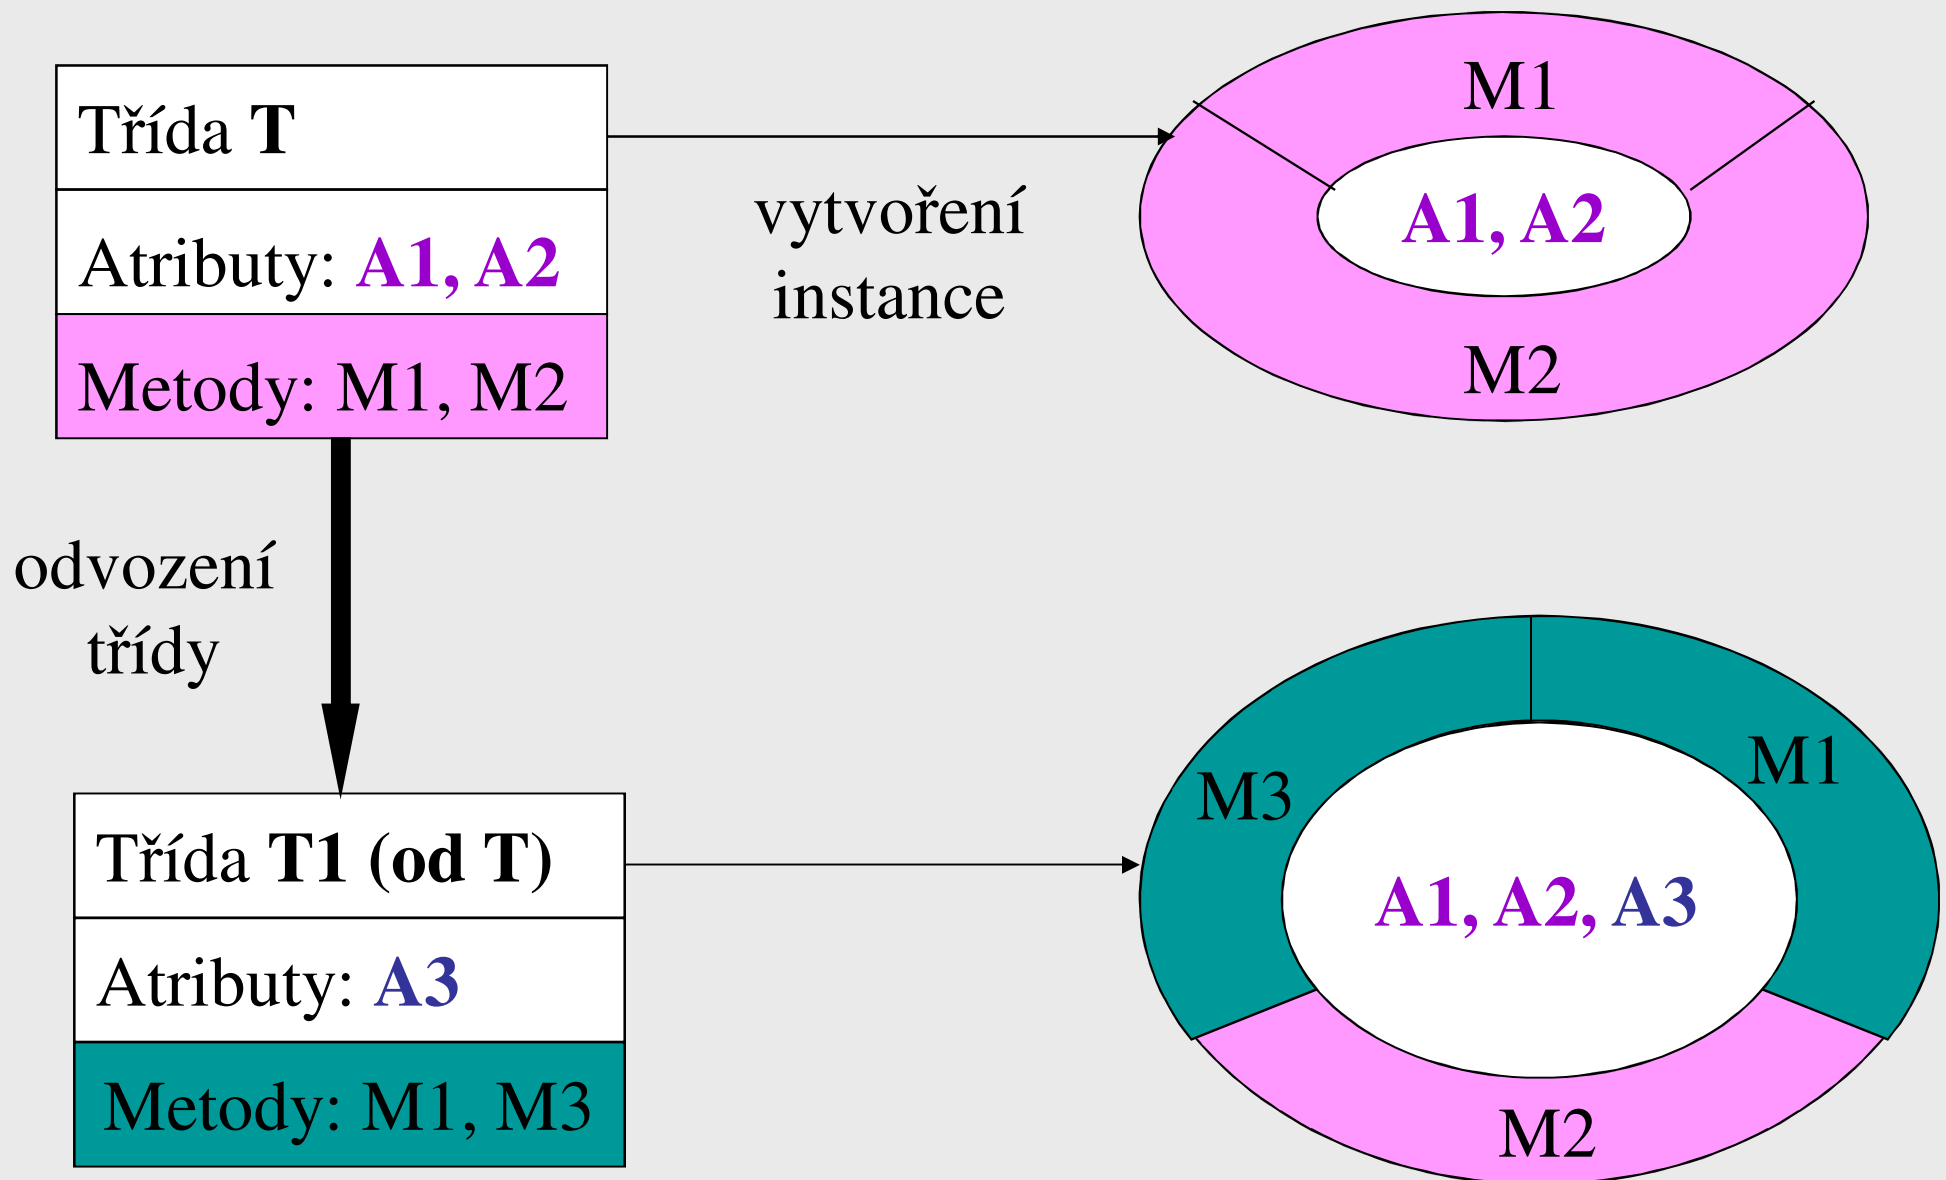 Třída T
Atributy: A1, A2
Metody: M1, M2
vytvoření
instance
M1
A1, A2
M2
odvození
třídy
Třída T1 (od T)
Atributy: A3
Metody: M1, M3
M3
M1
A1, A2, A3
M2